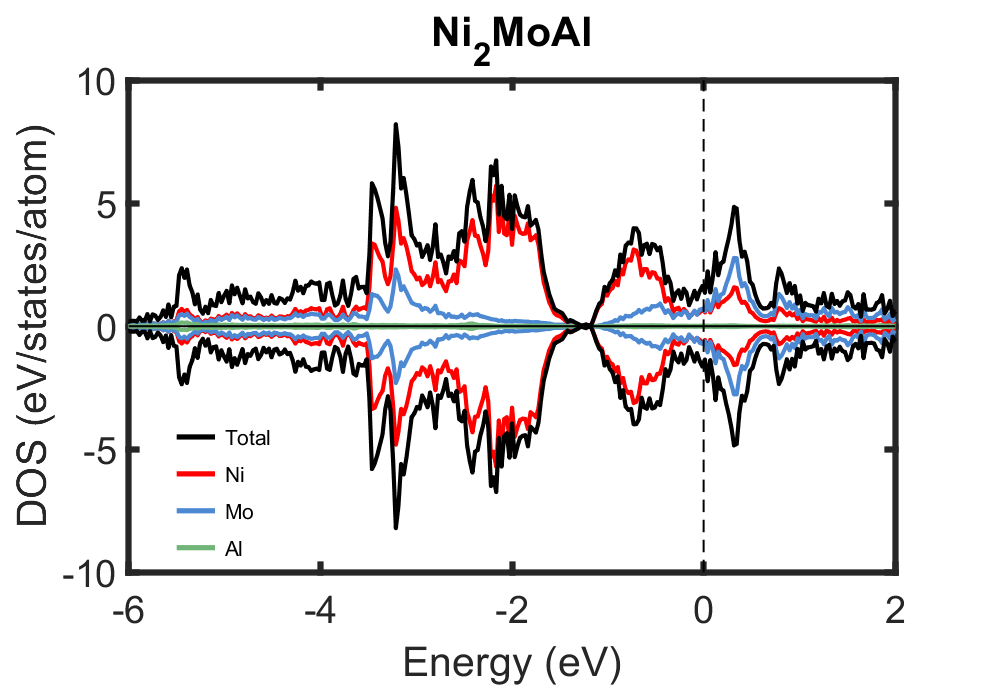 Ni2MoAl
DOS (eV/states/atom)
10
5
0
-5
-10
Total
Ni
Mo
Al
-6 -4 -2 0 2
Energy (eV)